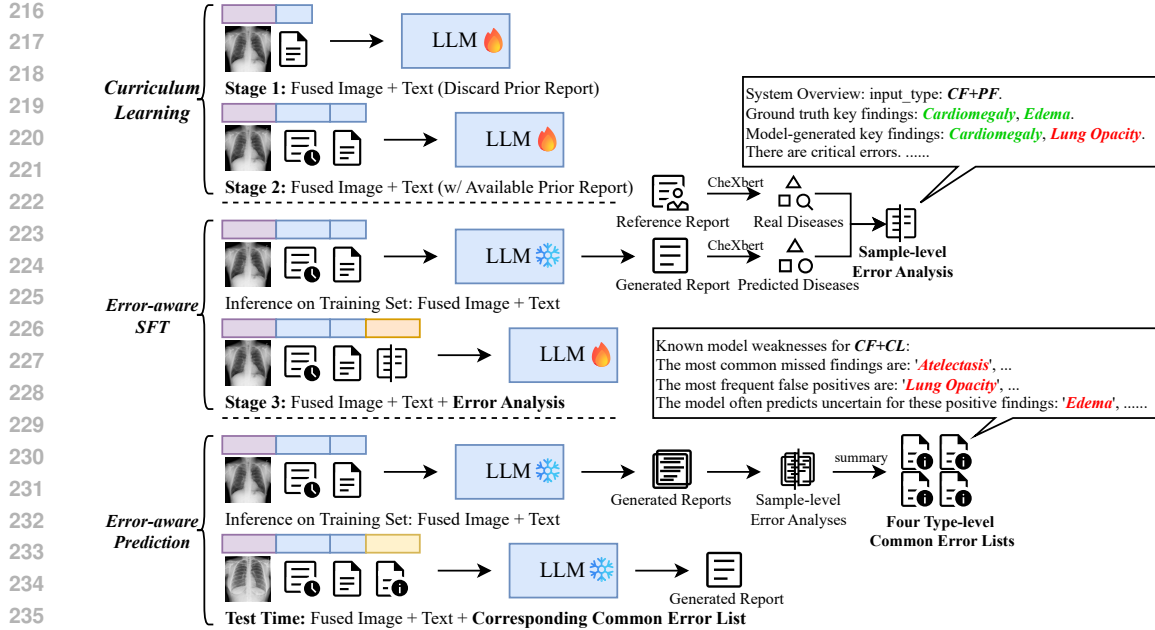 216
217
218
219
220
221
222
223
224
225
226
227
228
229
230
231
232
233
234
235
Curriculum
Learning
LLM
Stage 1: Fused Image + Text (Discard Prior Report)
LLM
Stage 2: Fused Image + Text (w/ Available Prior Report)
System Overview: input_type: CF+PF.
Ground truth key findings: Cardiomegaly, Edema.
Model-generated key findings: Cardiomegaly, Lung Opacity.
There are critical errors. ......
Reference Report
CheXbert
Real Diseases
Error-aware
SFT
LLM
Generated Report
CheXbert
Predicted Diseases
Sample-level
Error Analysis
Inference on Training Set: Fused Image + Text
LLM
Stage 3: Fused Image + Text + Error Analysis
Known model weaknesses for CF+CL:
The most common missed findings are: 'Atelectasis', ...
The most frequent false positives are: 'Lung Opacity', ...
The model often predicts uncertain for these positive findings: 'Edema', ......
Error-aware
Prediction
LLM
Generated Reports
Sample-level
Error Analyses
summary
Four Type-level
Common Error Lists
Inference on Training Set: Fused Image + Text
LLM
Generated Report
Test Time: Fused Image + Text + Corresponding Common Error List